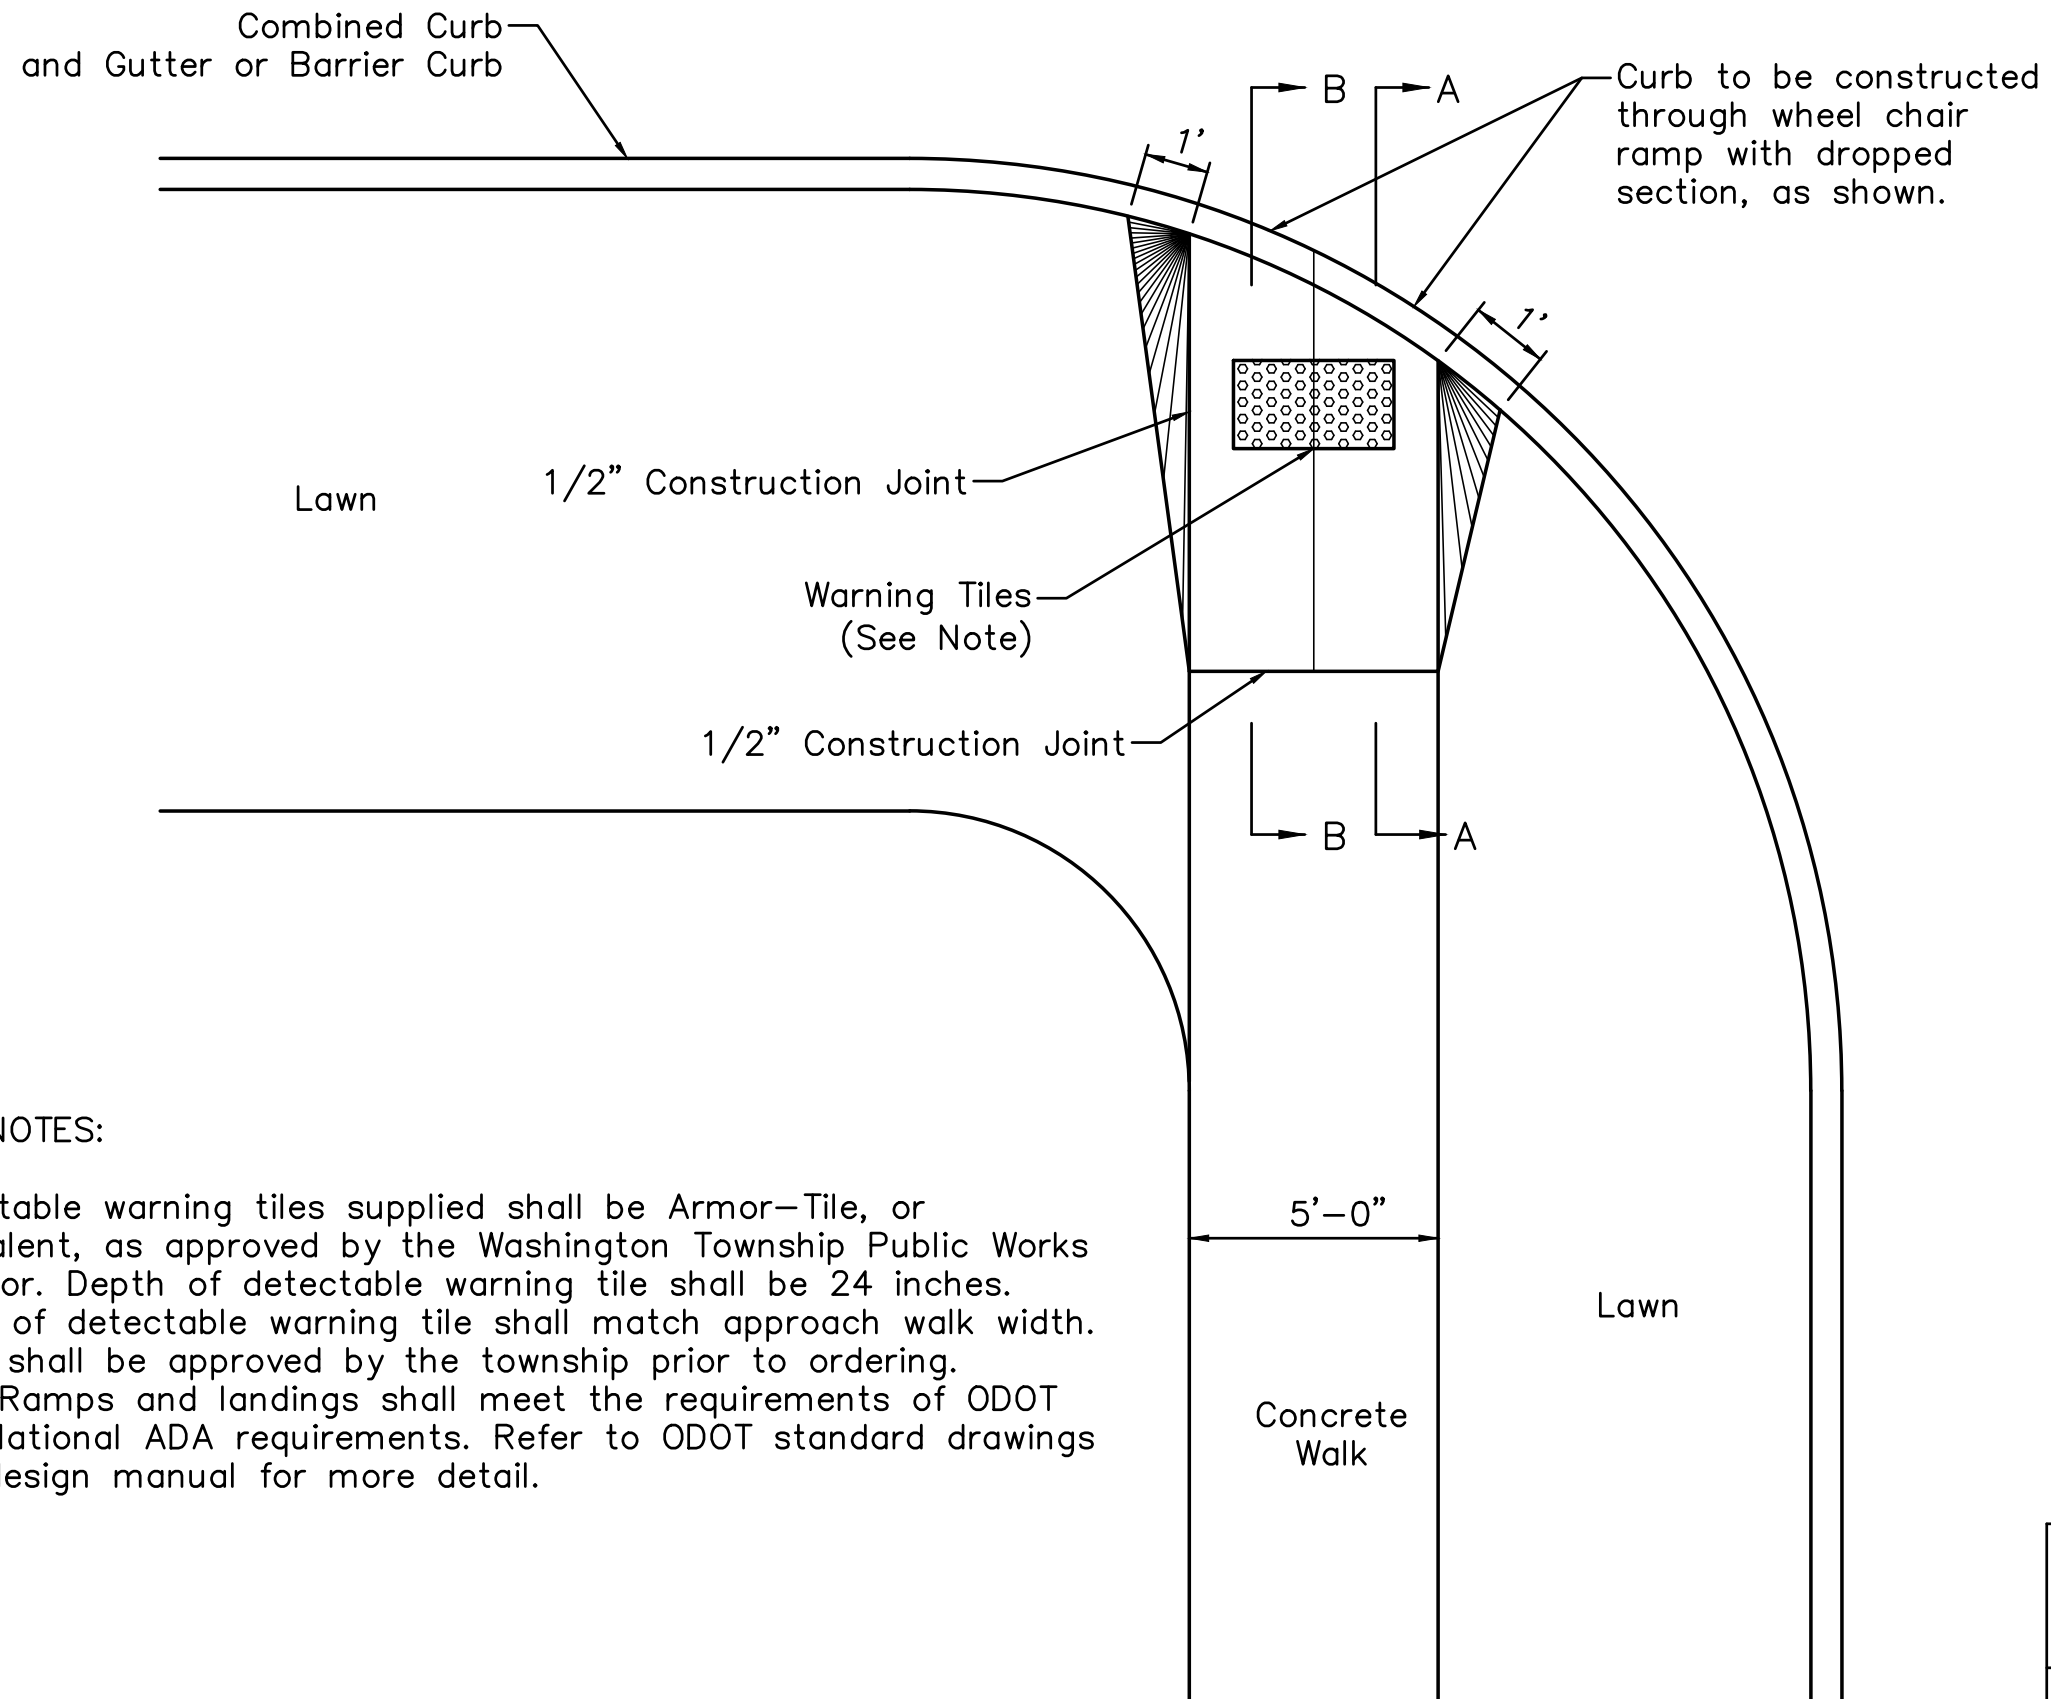 Combined Curb
and Gutter or Barrier Curb
B
A
Curb to be constructed
through wheel chair
ramp with dropped
section, as shown.
1'
1'
1/2" Construction Joint
Lawn
Warning Tiles
(See Note)
1/2" Construction Joint
B
A
NOTES:
table warning tiles supplied shall be Armor-Tile, or
alent, as approved by the Washington Township Public Works
or. Depth of detectable warning tile shall be 24 inches.
of detectable warning tile shall match approach walk width.
shall be approved by the township prior to ordering.
Ramps and landings shall meet the requirements of ODOT
National ADA requirements. Refer to ODOT standard drawings
design manual for more detail.
5'-0"
Lawn
Concrete
Walk